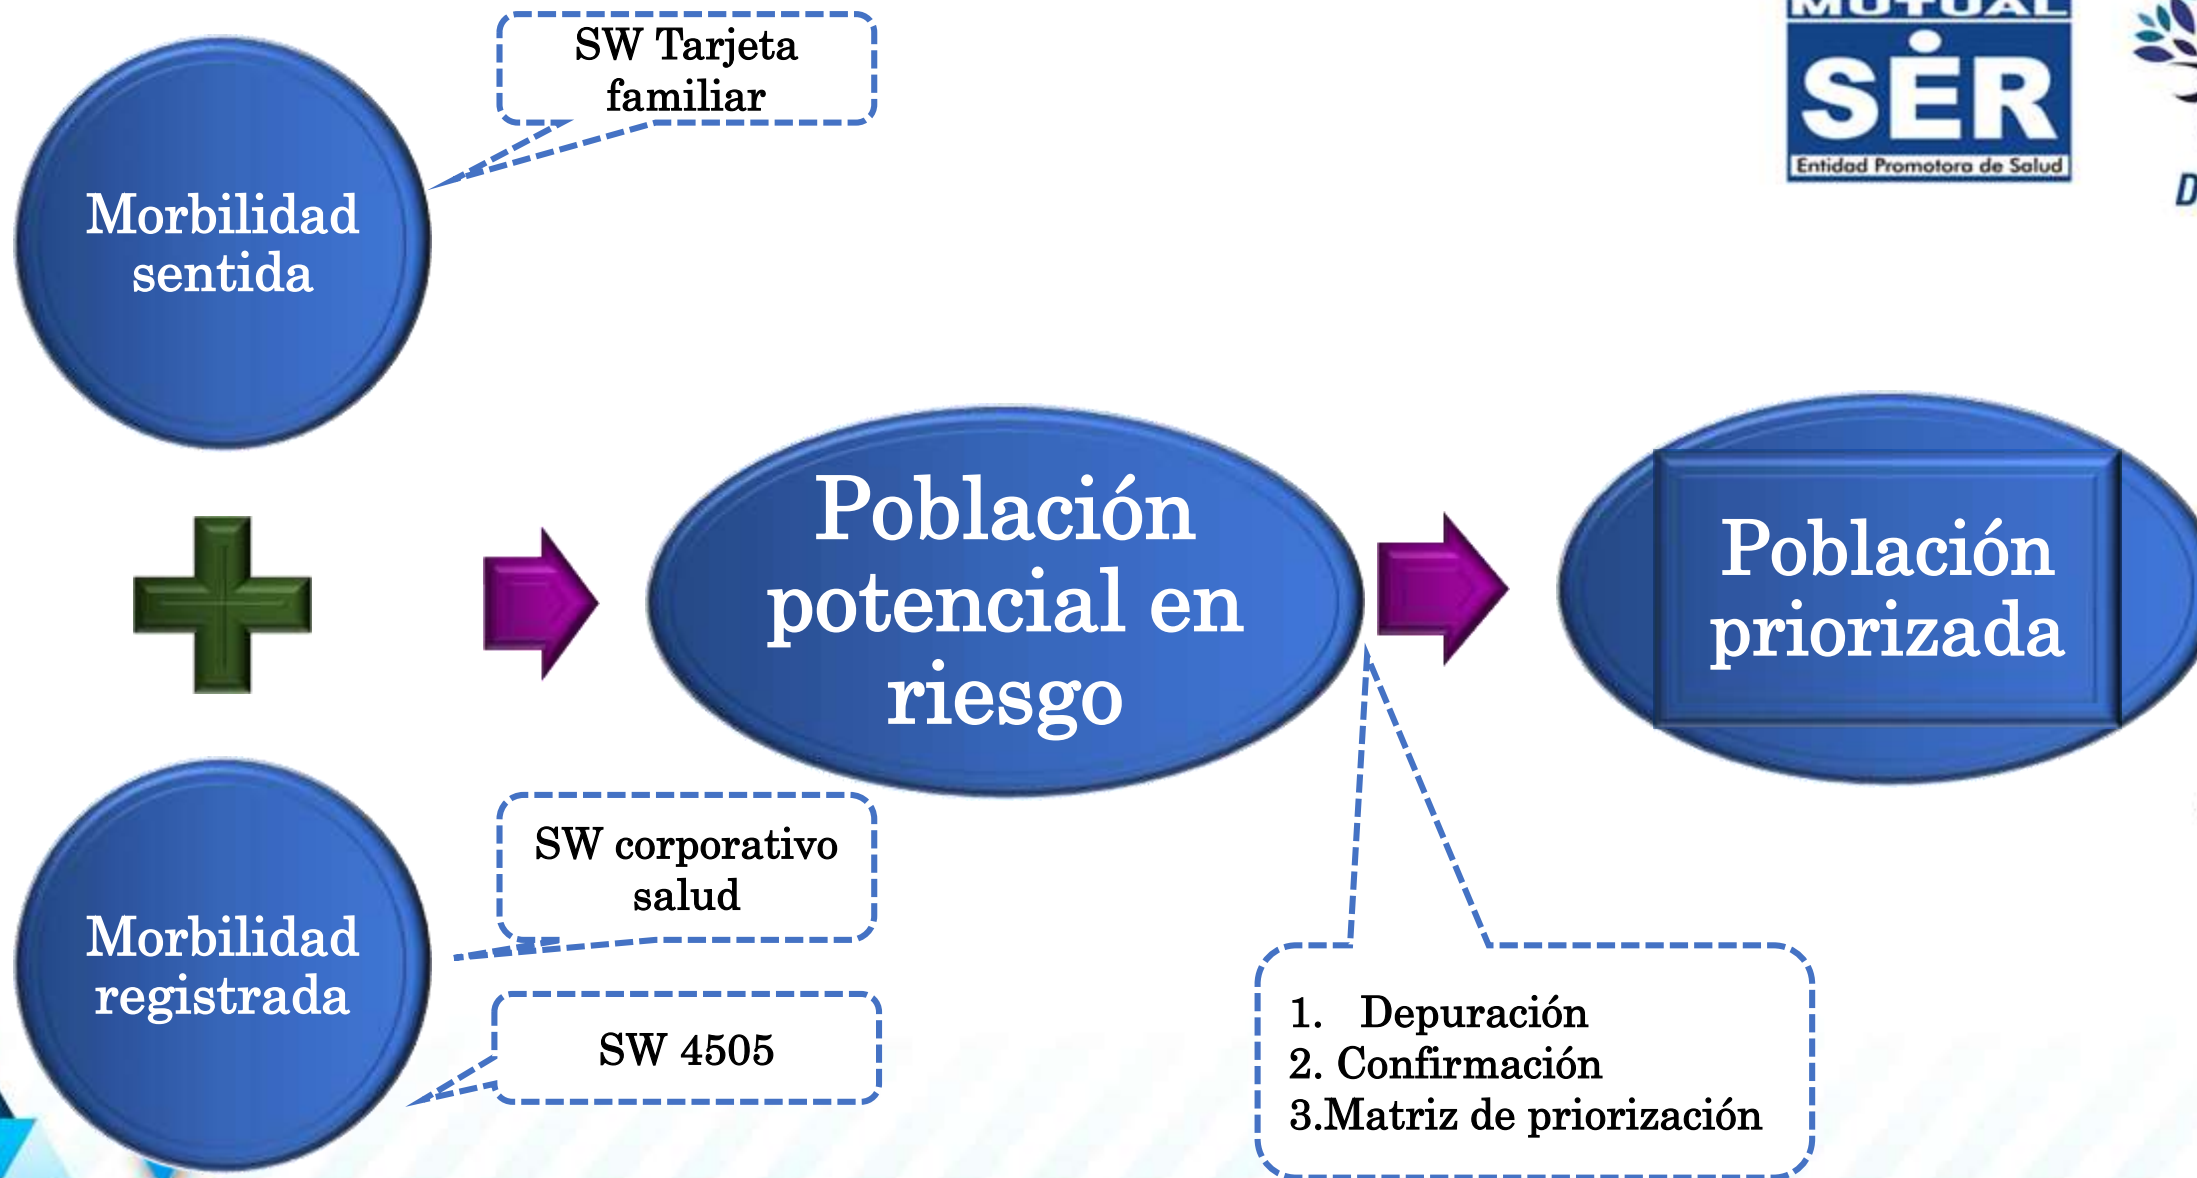 SW Tarjeta
familiar
MUTUAL
SER
Entidad Promotora de Salud
D
Morbilidad
sentida
Población
potencial en
riesgo
Población
priorizada
SW corporativo
salud
Morbilidad
registrada
SW 4505
1. Depuración
2. Confirmación
3.Matriz de priorización